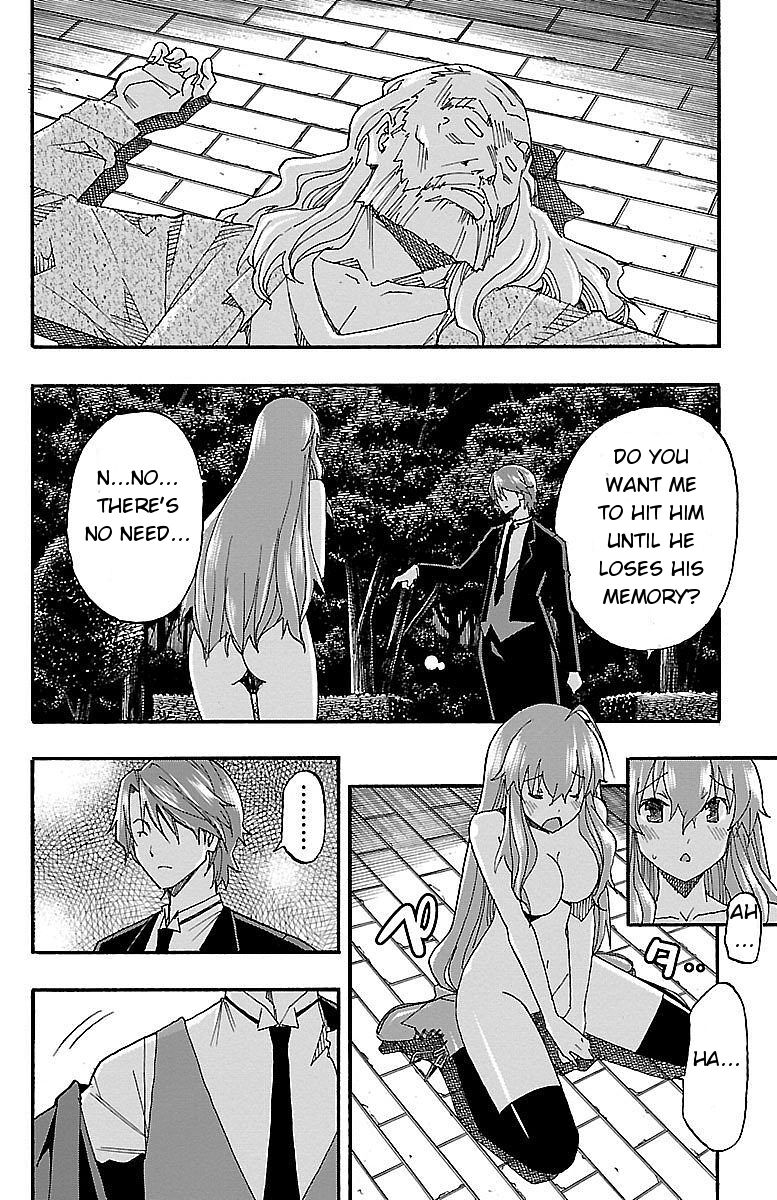 DO YOU
WANT ME
TO HIT HIM
UNTIL HE
LOSES HIS
MEMORY?
N...NO...
THERE'S
NO NEED...
AH
...
HA...
ペ
タ..
.........